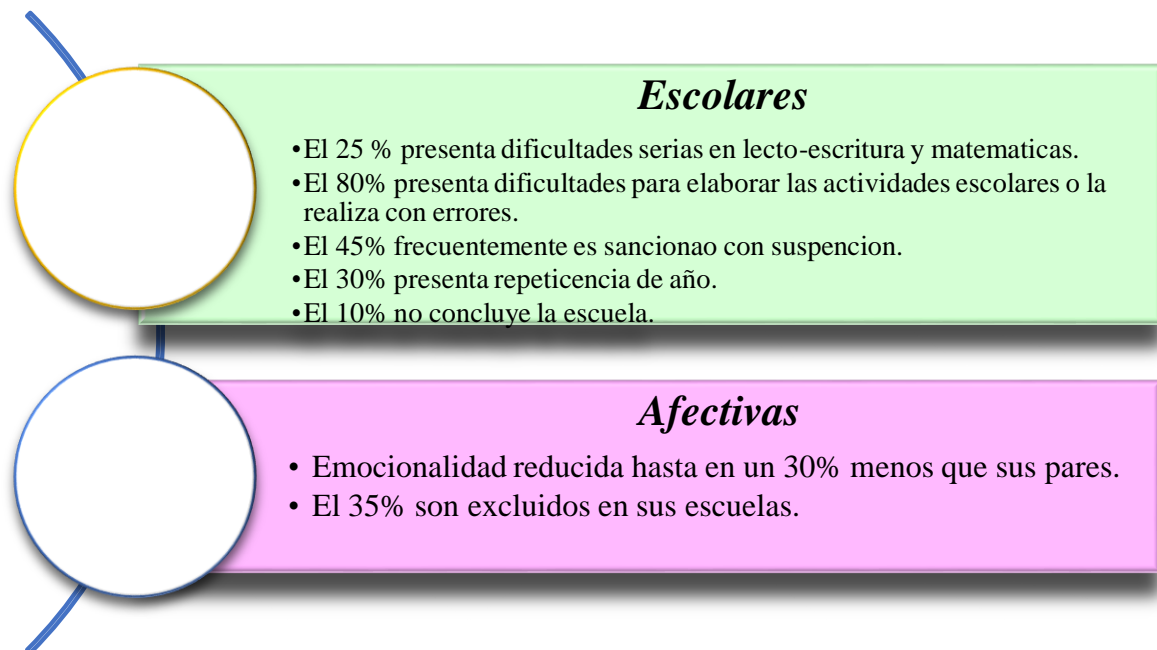 Escolares
•El 25 % presenta dificultades serias en lecto-escritura y matematicas.
•El 80% presenta dificultades para elaborar las actividades escolares o la
realiza con errores.
•El 45% frecuentemente es sancionao con suspencion.
•El 30% presenta repeticencia de año.
•El 10% no concluye la escuela.
Afectivas
• Emocionalidad reducida hasta en un 30% menos que sus pares.
• El 35% son excluidos en sus escuelas.